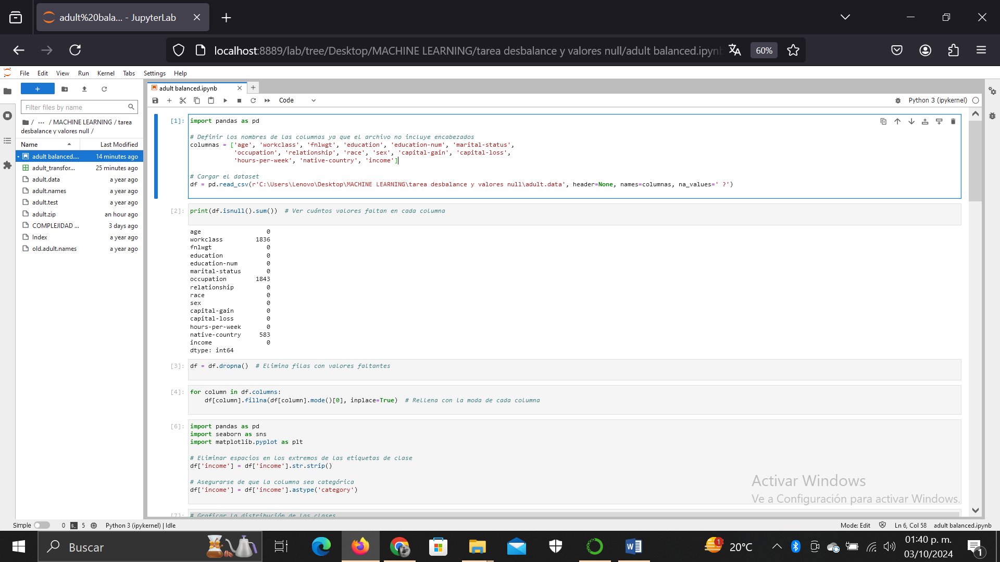 adult%20bala... - JupyterLab
localhost:8889/lab/tree/Desktop/MACHINE LEARNING/tarea desbalance y valores null/adult balanced.ipynb
60%
File Edit View Run Kernel Tabs Settings Help
Filter files by name
/ ··· / MACHINE LEARNING / tarea
desbalance y valores null /
Name Last Modified
adult balanced.... 14 minutes ago
adult_transfor... 25 minutes ago
adult.data a year ago
adult.names a year ago
adult.test a year ago
adult.zip an hour ago
COMPLEJIDAD ... 3 days ago
Index a year ago
old.adult.names a year ago
adult balanced.ipynb
Code
Python 3 (ipykernel)
[1]: import pandas as pd
# Definir los nombres de las columnas ya que el archivo no incluye encabezados
columnas = ['age', 'workclass', 'fnlwgt', 'education', 'education-num', 'marital-status',
'occupation', 'relationship', 'race', 'sex', 'capital-gain', 'capital-loss',
'hours-per-week', 'native-country', 'income']
# Cargar el dataset
df = pd.read_csv(r'C:\Users\Lenovo\Desktop\MACHINE LEARNING\tarea desbalance y valores null\adult.data', header=None, names=columnas, na_values=' ?')
[2]: print(df.isnull().sum())  # Ver cuántos valores faltan en cada columna
age 0
workclass 1836
fnlwgt 0
education 0
education-num 0
marital-status 0
occupation 1843
relationship 0
race 0
sex 0
capital-gain 0
capital-loss 0
hours-per-week 0
native-country 583
income 0
dtype: int64
[3]: df = df.dropna()  # Elimina filas con valores faltantes
[4]: for column in df.columns:
df[column].fillna(df[column].mode()[0], inplace=True)  # Rellena con la moda de cada columna
[6]: import pandas as pd
import seaborn as sns
import matplotlib.pyplot as plt
# Eliminar espacios en los extremos de las etiquetas de clase
df['income'] = df['income'].str.strip()
# Asegurarse de que la columna sea categórica
df['income'] = df['income'].astype('category')
[7]: # Graficar la distribución de las clases
Activar Windows
Ve a Configuración para activar Windows.
Simple 0 5 Python 3 (ipykernel) | Idle
Mode: Edit Ln 6, Col 58 adult balanced.ipynb
Buscar
1
20°C
01:40 p. m.
03/10/2024
1